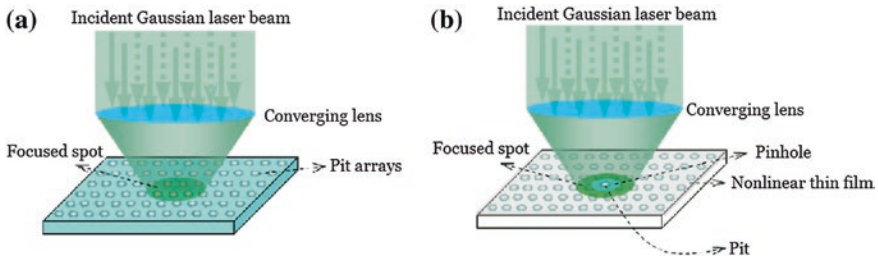 (a)
Incident Gaussian laser beam
Converging lens
Focused spot
Pit arrays
(b)
Incident Gaussian laser beam
Converging lens
Focused spot
Pinhole
Nonlinear thin film
Pit